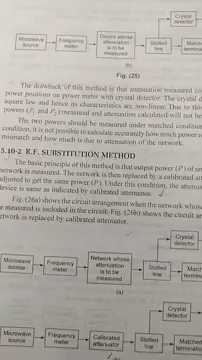 Crystal
detector
Microwave
source
Frequency
meter
Device whose
attenuation
is to be
measured
Slotted
line
Match
termina
(b)
Fig. (25)
The drawback of this method is that attenuation measured co
power positions on power meter with crystal detector The crystal d
square law and hence its characteristics are non-linear. Due to thi
powers (P₁ and P₂) measured and attenuation calculated will not be
The two powers should be measured under matched condition
condition, it is not possible to calculate accurately how much power
mismatch and how much is due to attenuation of the network.
5.10-2 R.F. SUBSTITUTION METHOD
The basic principle of this method is that output power (P) of
network is measured. The network is then replaced by a calibrated att
adjusted to get the same power (P). Under this condition, the attenuat
device is same as indicated by calibrated attenuator.
Fig. (26a) shows the circuit arrangement when the network whose
be measured is included in the circuit. Fig. (26b) shows the circuit ar
network is replaced by calibrated attenuator.
Crystal
detector
Microwave
source
Frequency
meter
Network whose
attenuation
is to be
measured
Slotted
line
Match
(a)
Crystal
detector
Microwave
source
Frequency
meter
Calibrated
attenuator
Slotted
line
Matched
termination